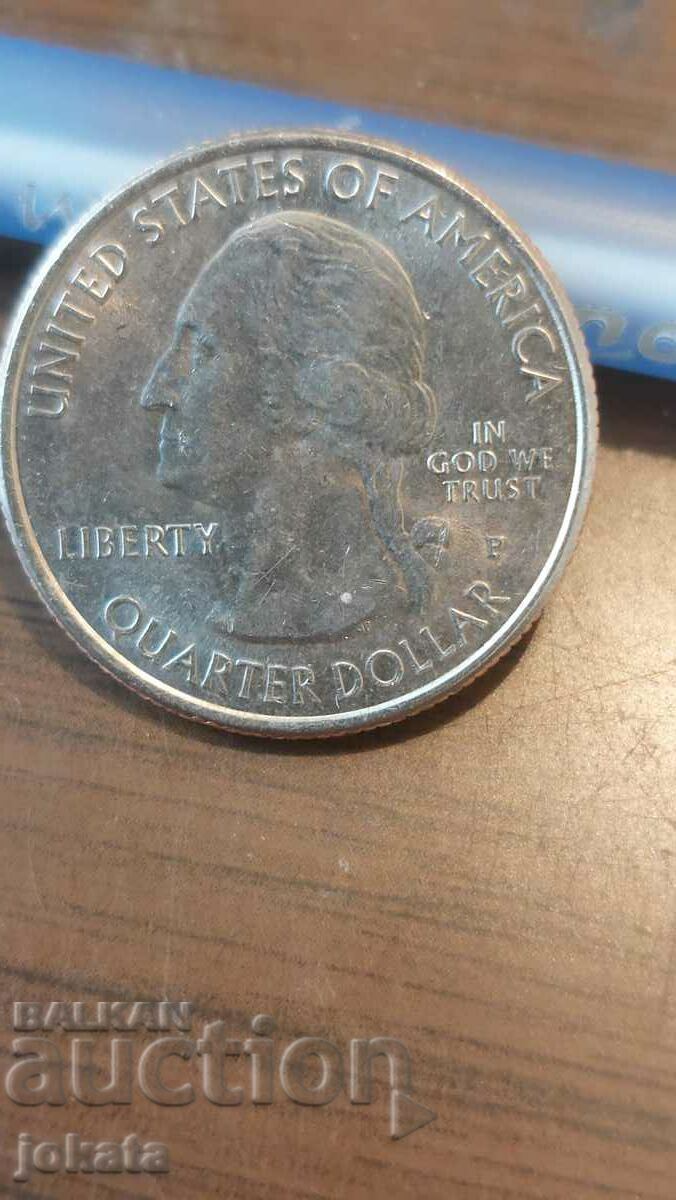 UNITED STATES OF AMERICA
IN
GOD WE
TRUST
LIBERTY
P
QUARTER DOLLAR
BALKAN
auction
jokata